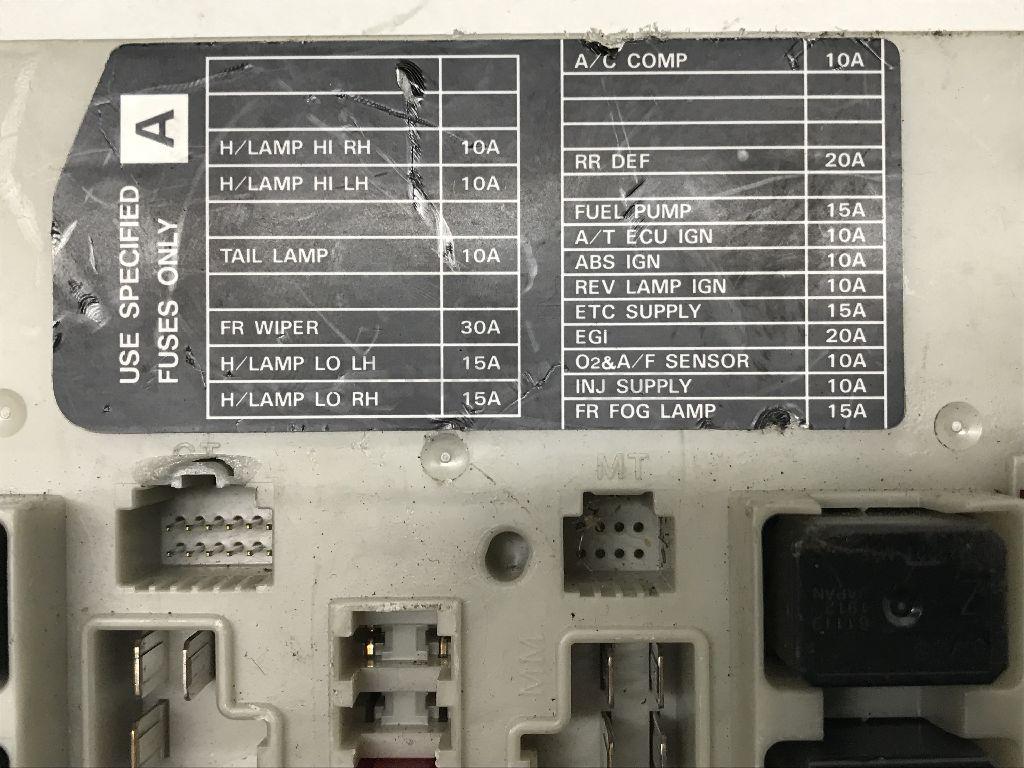 A
USE SPECIFIED
FUSES ONLY
H/LAMP HI RH 10A
H/LAMP HI LH 10A
TAIL LAMP 10A
FR WIPER 30A
H/LAMP LO LH 15A
H/LAMP LO RH 15A
A/C COMP 10A
RR DEF 20A
FUEL PUMP 15A
A/T ECU IGN 10A
ABS IGN 10A
REV LAMP IGN 10A
ETC SUPPLY 15A
EGI 20A
O2&A/F SENSOR 10A
INJ SUPPLY 10A
FR FOG LAMP 15A
MT
MM
JAPAN
1912